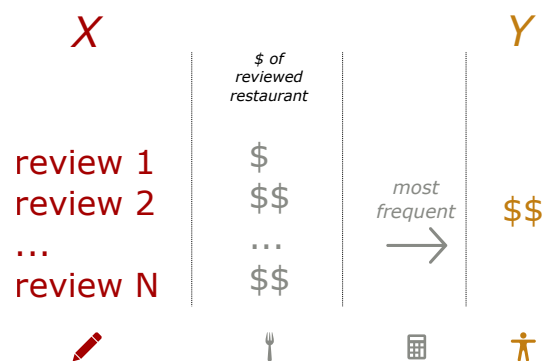 X
Y
$ of
reviewed
restaurant
review 1
$
review 2
$$
most
frequent
$$
...
...
review N
$$